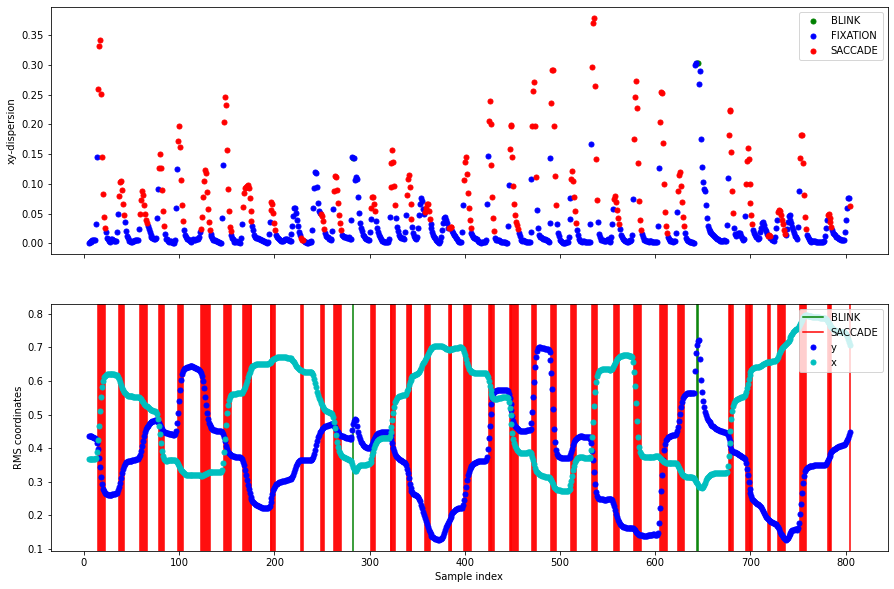 0.35
0.30
0.25
0.20
0.15
0.10
0.05
0.00
xy-dispersion
BLINK
FIXATION
SACCADE
0.8
0.7
0.6
0.5
0.4
0.3
0.2
0.1
RMS coordinates
BLINK
SACCADE
y
x
0 100 200 300 400 500 600 700 800
Sample index